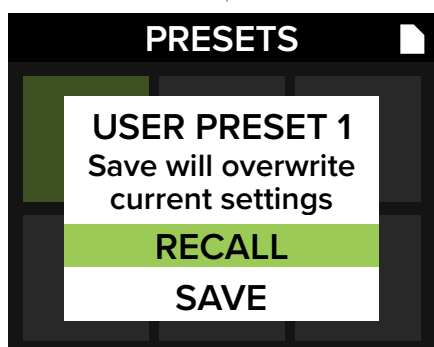 PRESETS
USER PRESET 1
Save will overwrite
current settings
RECALL
SAVE